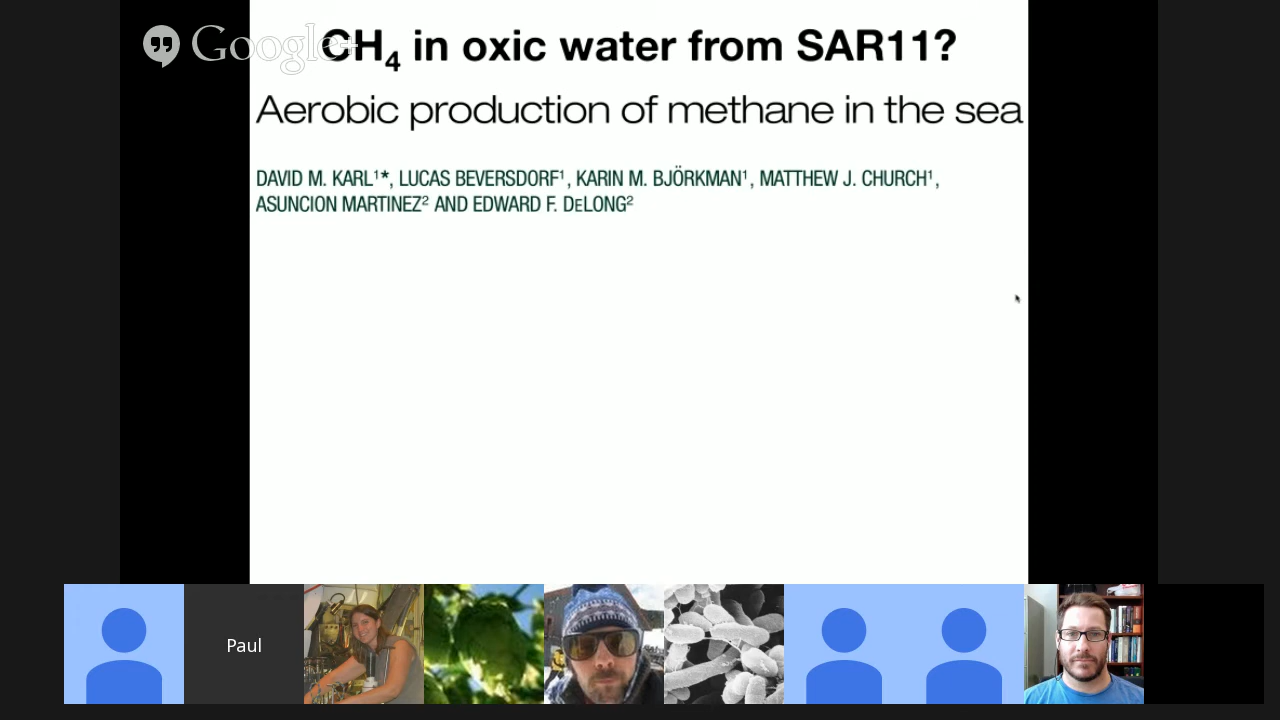 Google+
CH₄ in oxic water from SAR11?
Aerobic production of methane in the sea
DAVID M. KARL¹*, LUCAS BEVERSDORF¹, KARIN M. BJÖRKMAN¹, MATTHEW J. CHURCH¹,
ASUNCION MARTINEZ² AND EDWARD F. DELONG²
Paul